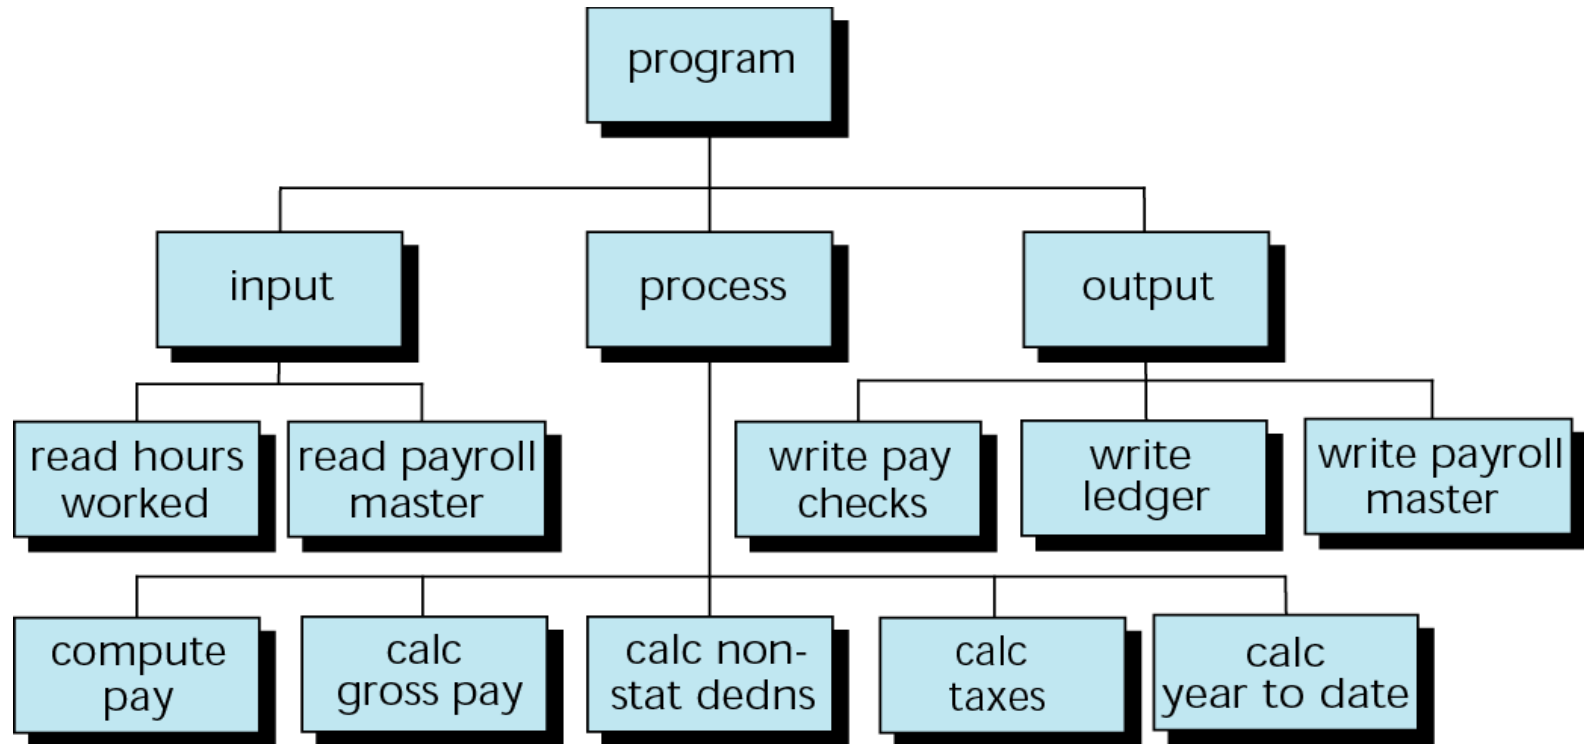 program
input
process
output
read hours
worked
read payroll
master
write pay
checks
write
ledger
write payroll
master
compute
pay
calc
gross pay
calc non-
stat dedns
calc
taxes
calc
year to date